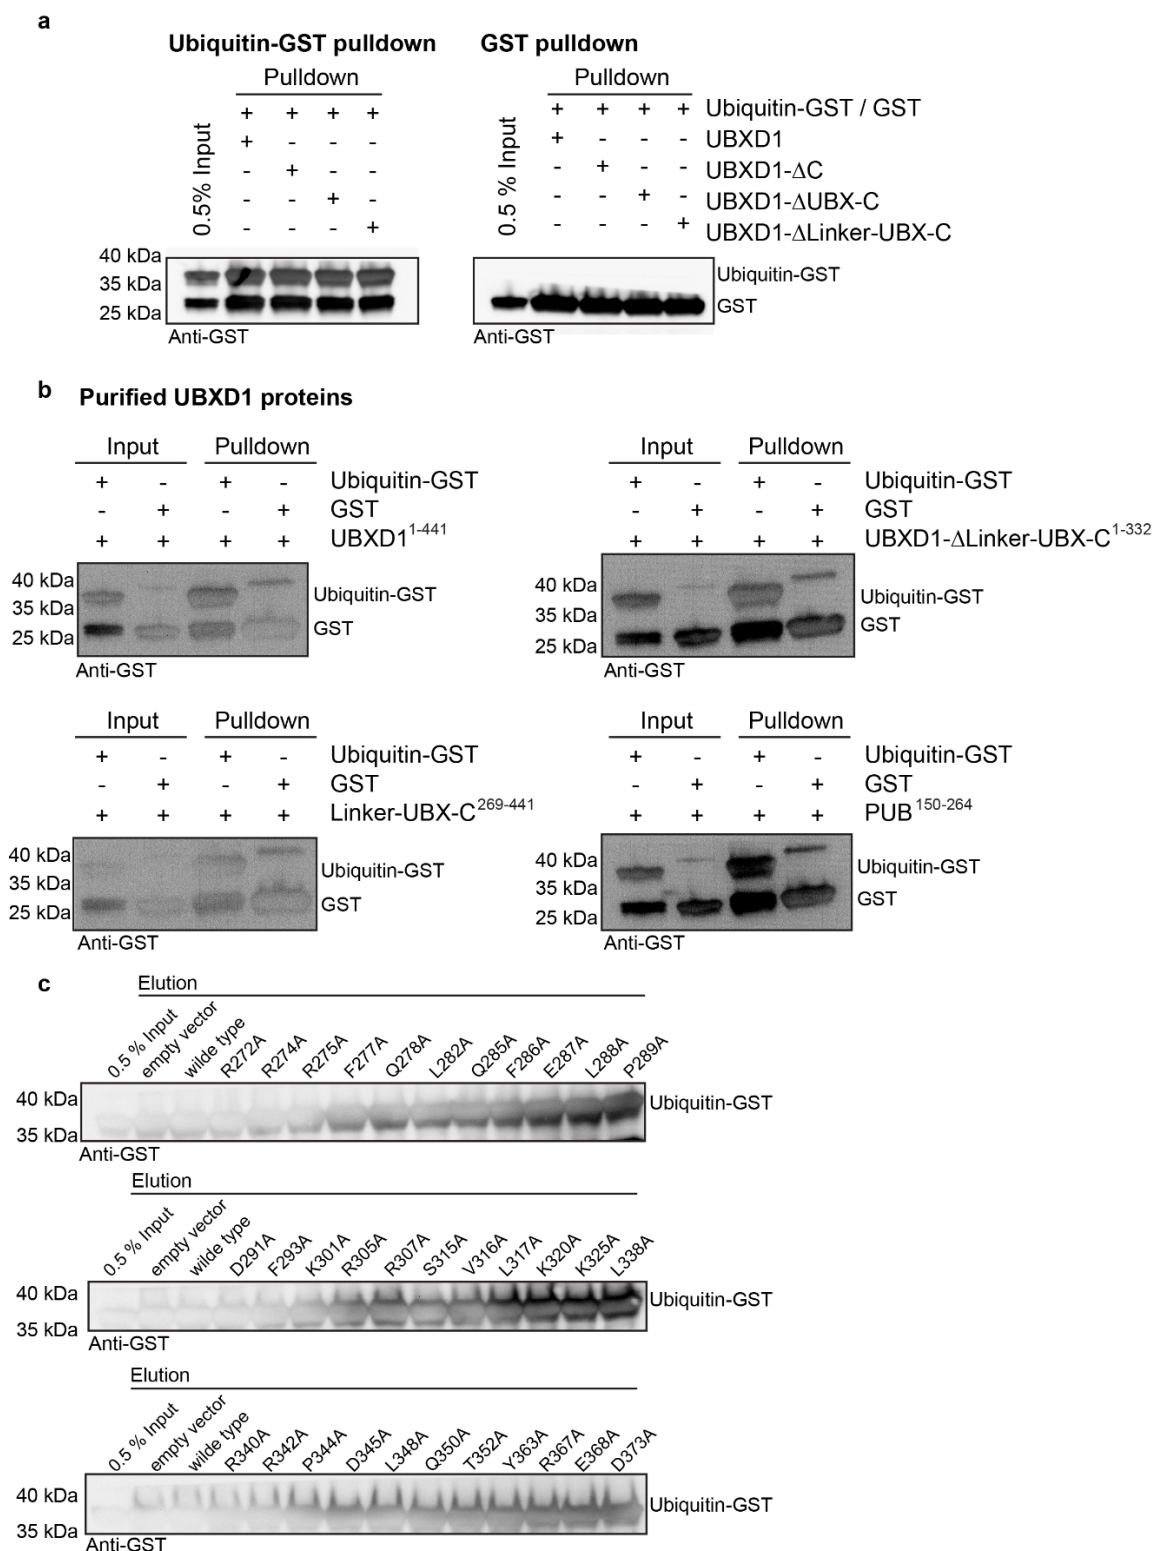 a
Ubiquitin-GST pulldown GST pulldown
Pulldown Pulldown
0.5% Input + + + + 0.5 % Input + + + + Ubiquitin-GST / GST
+ - - - + - - - UBXD1
- + - - - + - - UBXD1-ΔC
- - + - - - + - UBXD1-ΔUBX-C
- - - + - - - + UBXD1-ΔLinker-UBX-C
40 kDa
35 kDa Ubiquitin-GST
25 kDa GST
Anti-GST Anti-GST
b Purified UBXD1 proteins
Input Pulldown
+ - + - Ubiquitin-GST
- + - + GST
+ + + + UBXD1 1-441
40 kDa
35 kDa Ubiquitin-GST
25 kDa GST
Anti-GST
Input Pulldown
+ - + - Ubiquitin-GST
- + - + GST
+ + + + UBXD1-ΔLinker-UBX-C 1-332
40 kDa
35 kDa Ubiquitin-GST
25 kDa GST
Anti-GST
Input Pulldown
+ - + - Ubiquitin-GST
- + - + GST
+ + + + Linker-UBX-C 269-441
40 kDa
35 kDa Ubiquitin-GST
25 kDa GST
Anti-GST
Input Pulldown
+ - + - Ubiquitin-GST
- + - + GST
+ + + + PUB 150-264
40 kDa
35 kDa Ubiquitin-GST
25 kDa GST
Anti-GST
c
Elution
0.5 % Input empty vector wilde type R272A R274A R275A F277A Q278A L282A Q285A F286A E287A L288A P289A
40 kDa Ubiquitin-GST
35 kDa
Anti-GST
Elution
0.5 % Input empty vector wilde type D291A F293A K301A R305A R307A S315A V316A L317A K320A K325A L338A
40 kDa Ubiquitin-GST
35 kDa
Anti-GST
Elution
0.5 % Input empty vector wilde type R340A R342A P344A D345A L348A Q350A T352A Y363A R367A E368A D373A
40 kDa Ubiquitin-GST
35 kDa
Anti-GST